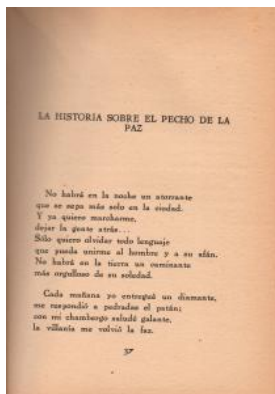 LA HISTORIA SOBRE EL PECHO DE LA
PAZ
No habrá en la noche un atorrante
que se sepa más solo en la ciudad.
Y ya quiero marcharme,
dejar la gente atrás...
Sólo quiero olvidar todo lenguaje
que pueda unirme al hombre y a su afán.
No habrá en la tierra un caminante
más orgulloso de su soledad.
Cada mañana yo entregué un diamante,
me respondió a pedradas el patán;
con mi chambergo saludé galante,
la villanía me volvió la faz.
37